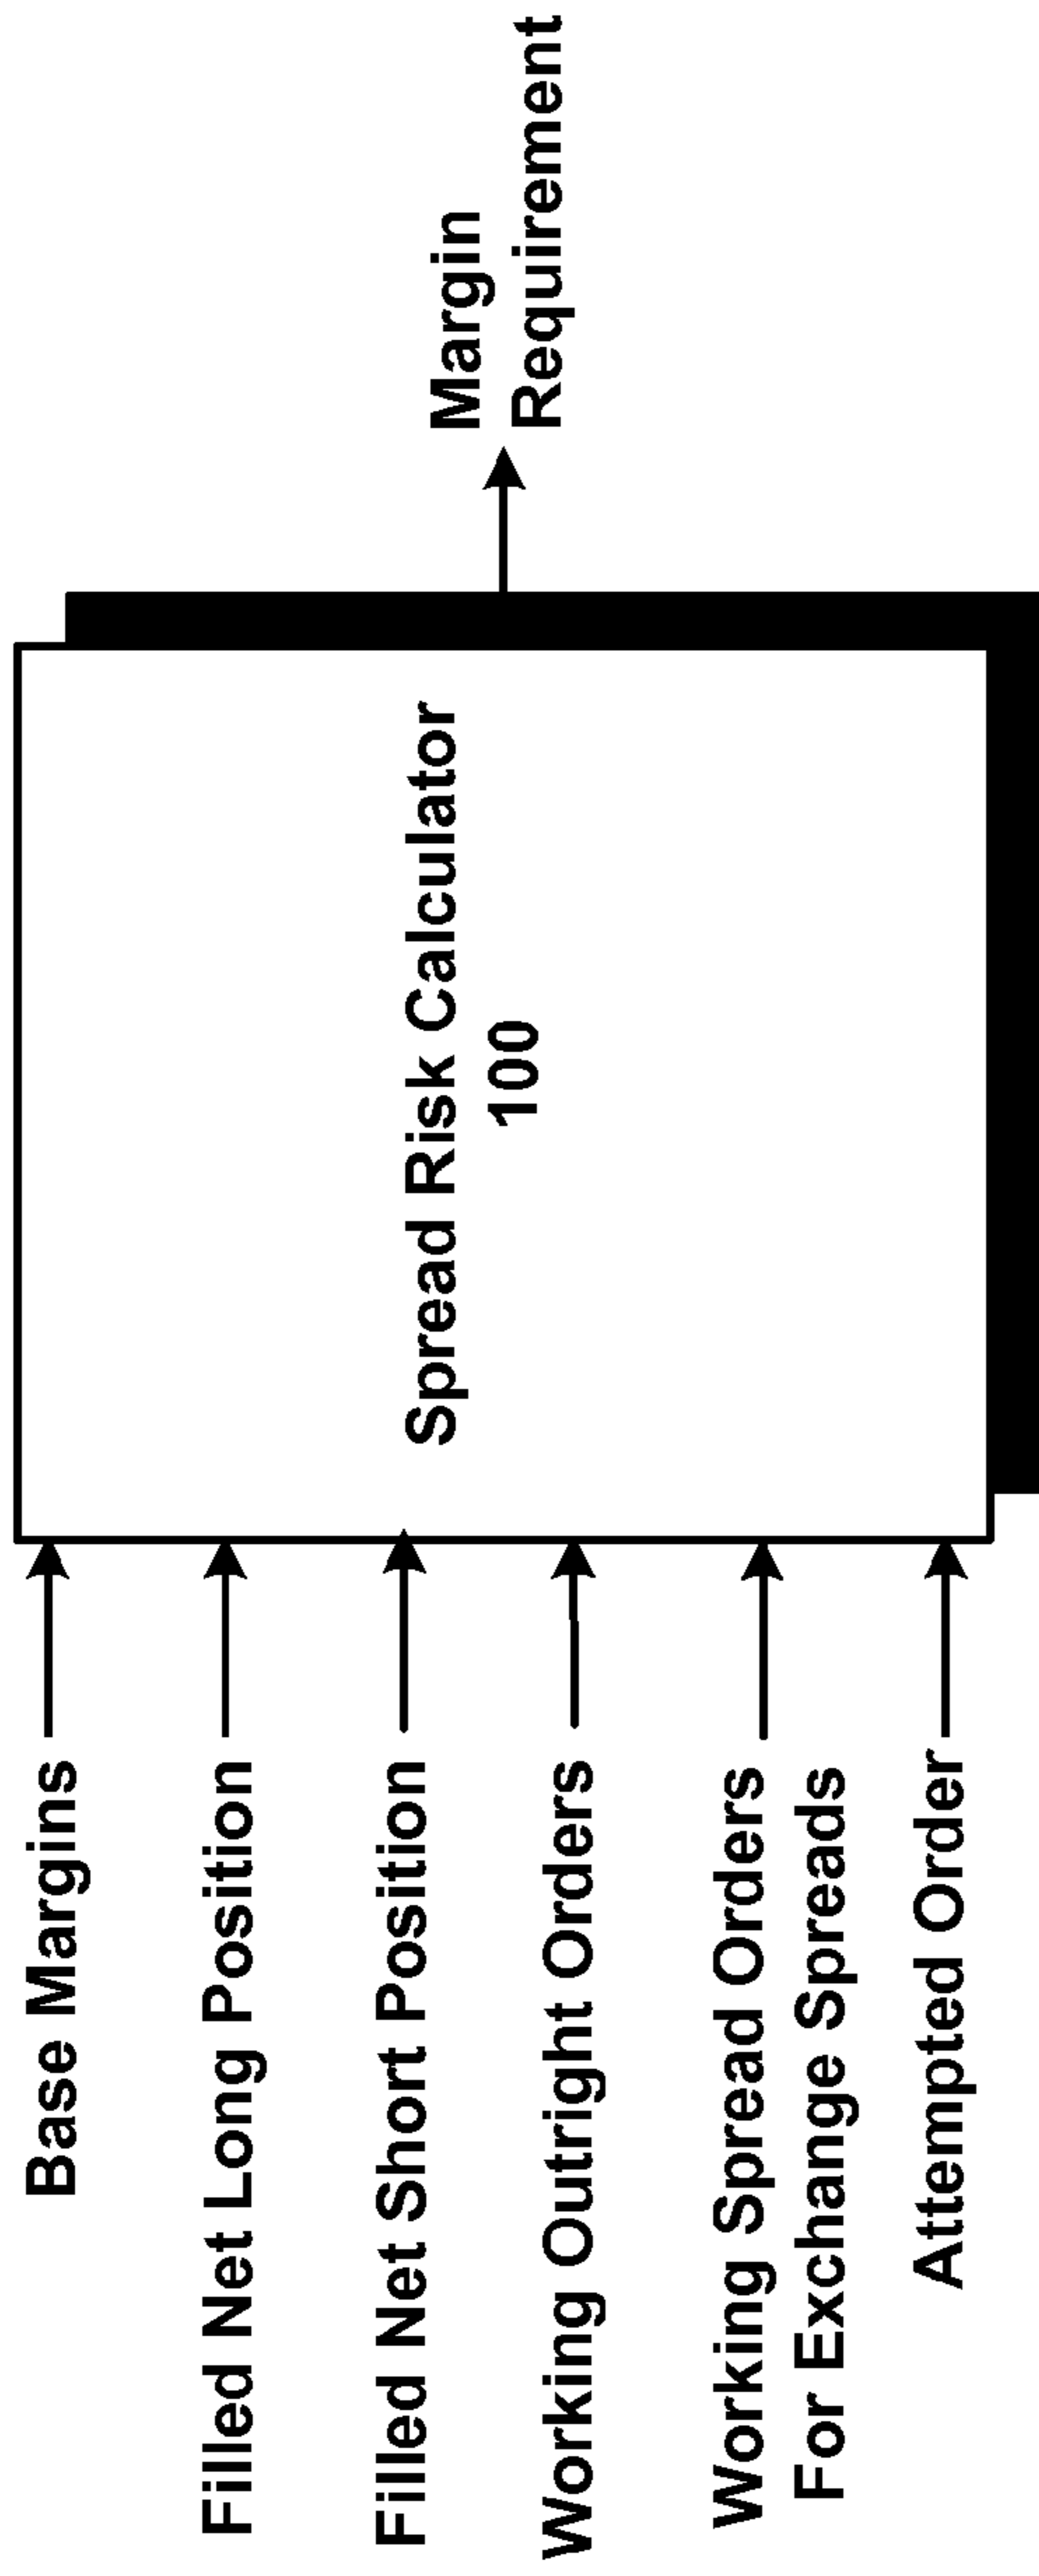 Base Margins
Filled Net Long Position
Filled Net Short Position
Working Outright Orders
Working Spread Orders
For Exchange Spreads
Attempted Order
Spread Risk Calculator
100
Margin
Requirement